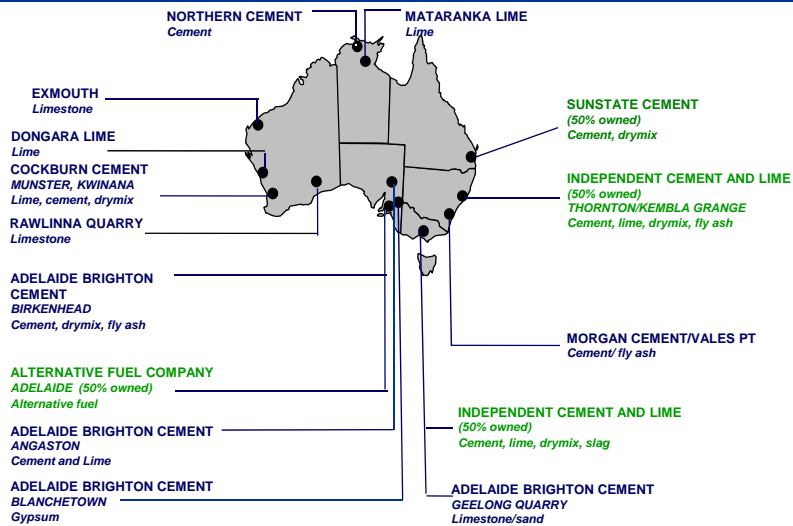 NORTHERN CEMENT
Cement
MATARANKA LIME
Lime
EXMOUTH
Limestone
DONGARA LIME
Lime
COCKBURN CEMENT
MUNSTER, KWINANA
Lime, cement, drymix
RAWLINNA QUARRY
Limestone
ADELAIDE BRIGHTON
CEMENT
BIRKENHEAD
Cement, drymix, fly ash
ALTERNATIVE FUEL COMPANY
ADELAIDE (50% owned)
Alternative fuel
ADELAIDE BRIGHTON CEMENT
ANGASTON
Cement and Lime
ADELAIDE BRIGHTON CEMENT
BLANCHETOWN
Gypsum
SUNSTATE CEMENT
(50% owned)
Cement, drymix
INDEPENDENT CEMENT AND LIME
(50% owned)
THORNTON/KEMBLA GRANGE
Cement, lime, drymix, fly ash
MORGAN CEMENT/VALES PT
Cement/ fly ash
INDEPENDENT CEMENT AND LIME
(50% owned)
Cement, lime, drymix, slag
ADELAIDE BRIGHTON CEMENT
GEELONG QUARRY
Limestone/sand